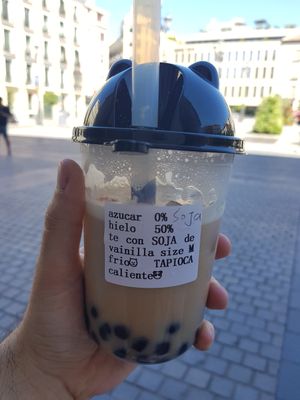 azucar 0% Soja
hielo 50%
te con SOJA de
vainilla size M
frio TAPIOCA
caliente